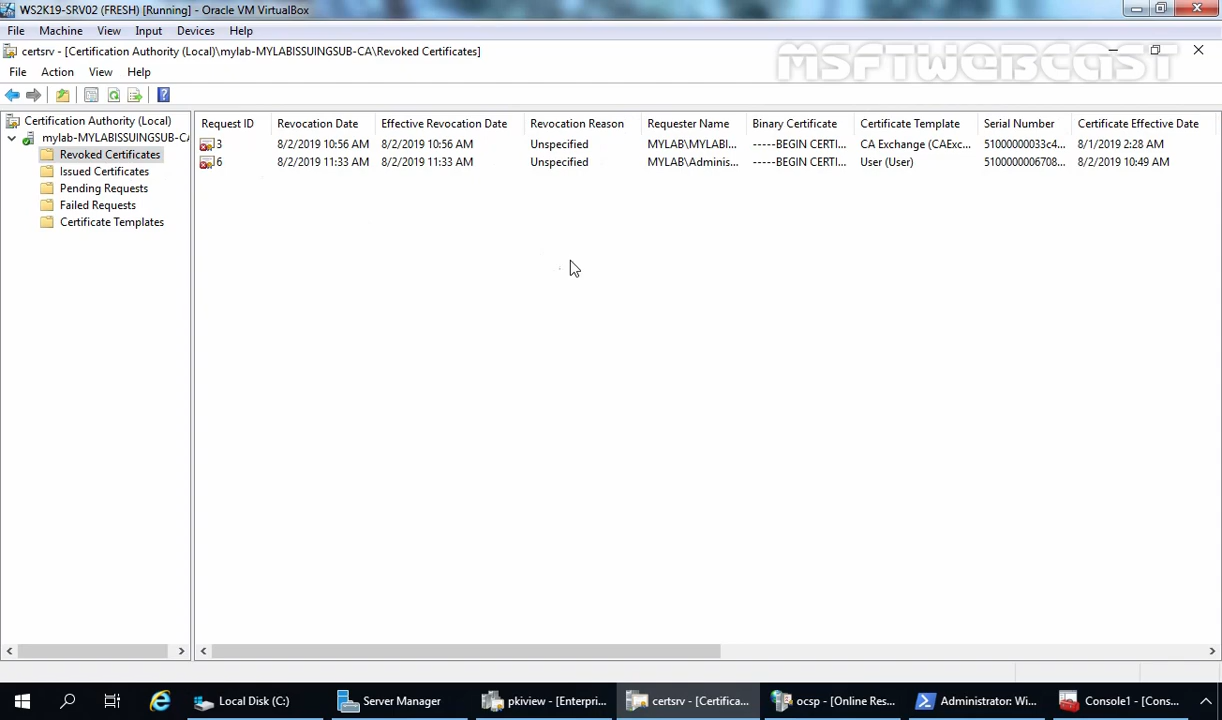 WS2K19-SRV02 (FRESH) [Running] - Oracle VM VirtualBox
File Machine View Input Devices Help
certsrv - [Certification Authority (Local)\mylab-MYLABISSUINGSUB-CA\Revoked Certificates]
MSFTWEBCAST
File Action View Help
Certification Authority (Local)
mylab-MYLABISSUINGSUB-CA
Revoked Certificates
Issued Certificates
Pending Requests
Failed Requests
Certificate Templates
Request ID Revocation Date Effective Revocation Date Revocation Reason Requester Name Binary Certificate Certificate Template Serial Number Certificate Effective Date
3 8/2/2019 10:56 AM 8/2/2019 10:56 AM Unspecified MYLAB\MYLABI... -----BEGIN CERTI... CA Exchange (CAExc... 51000000033c4... 8/1/2019 2:28 AM
6 8/2/2019 11:33 AM 8/2/2019 11:33 AM Unspecified MYLAB\Adminis... -----BEGIN CERTI... User (User) 5100000006708... 8/2/2019 10:49 AM
Local Disk (C:) Server Manager pkiview - [Enterpri... certsrv - [Certifica... ocsp - [Online Res... Administrator: Wi... Console1 - [Cons...